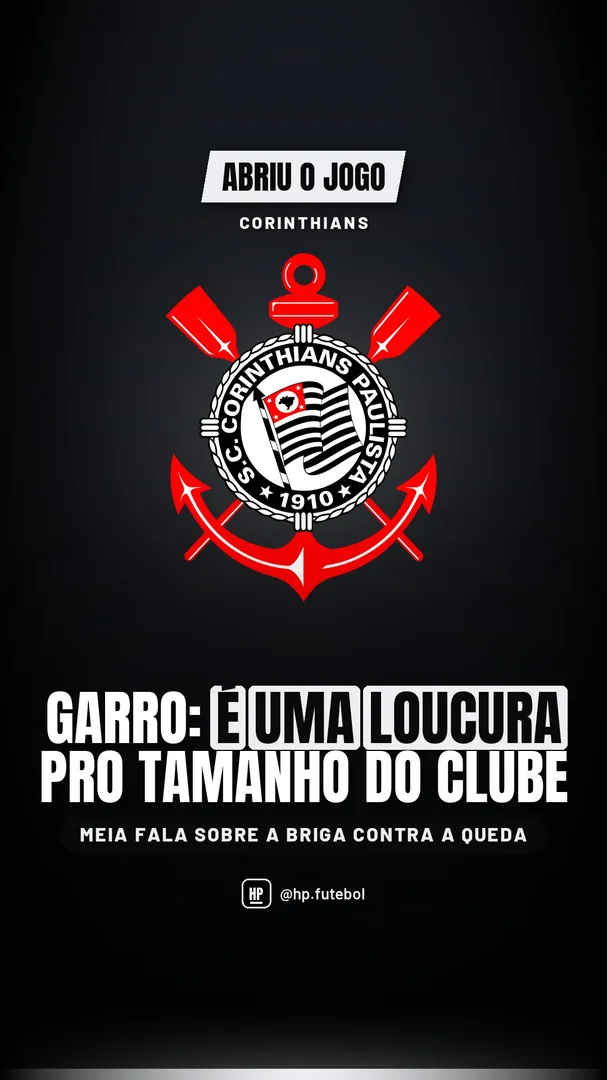 ABRIU O JOGO
CORINTHIANS
S.C. CORINTHIANS PAULISTA
1910
GARRO: É UMA LOUCURA
PRO TAMANHO DO CLUBE
MEIA FALA SOBRE A BRIGA CONTRA A QUEDA
HP @hp.futebol